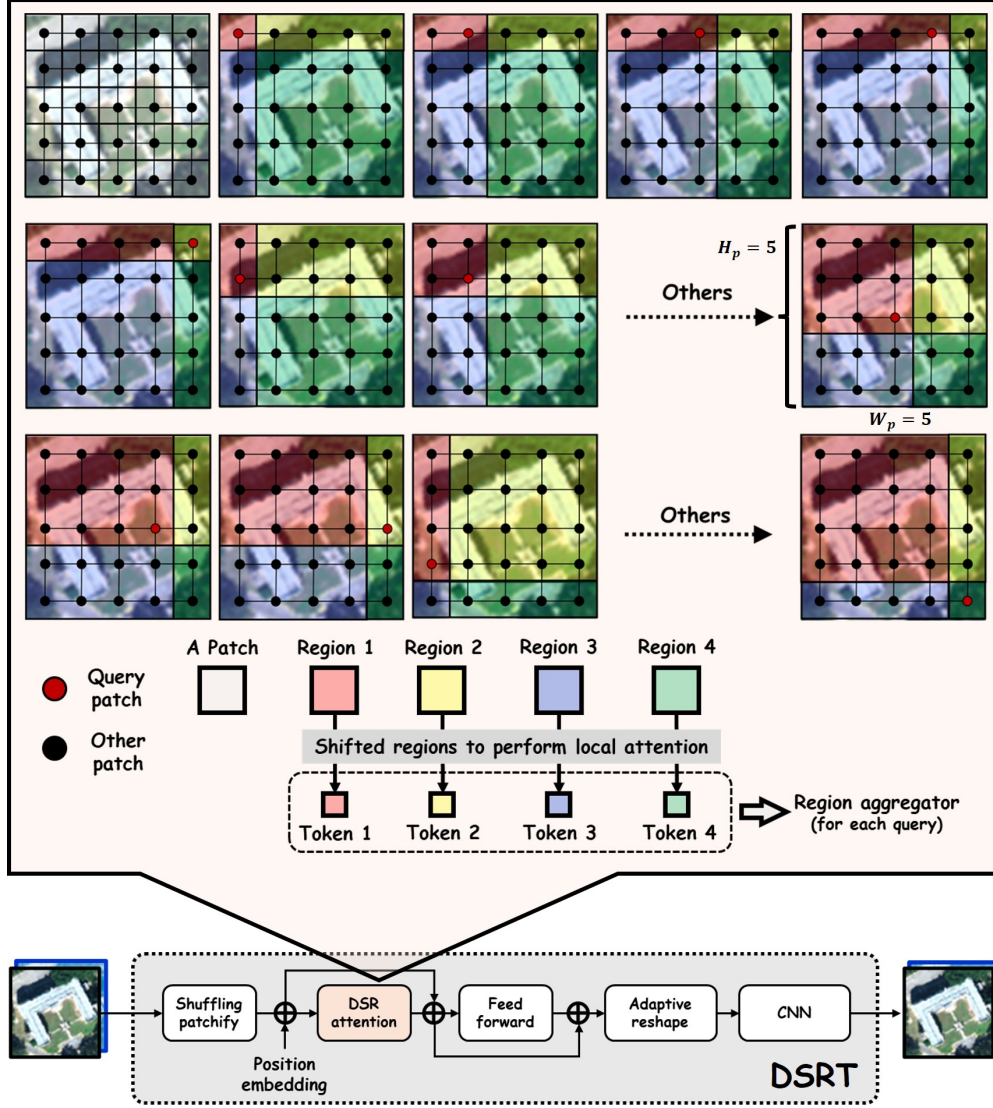 H_p = 5
Others
W_p = 5
Others
A Patch
Region 1
Region 2
Region 3
Region 4
Query
patch
Other
patch
Shifted regions to perform local attention
Token 1
Token 2
Token 3
Token 4
Region aggregator
(for each query)
Shuffling
patchify
DSR
attention
Feed
forward
Adaptive
reshape
CNN
Position
embedding
DSRT